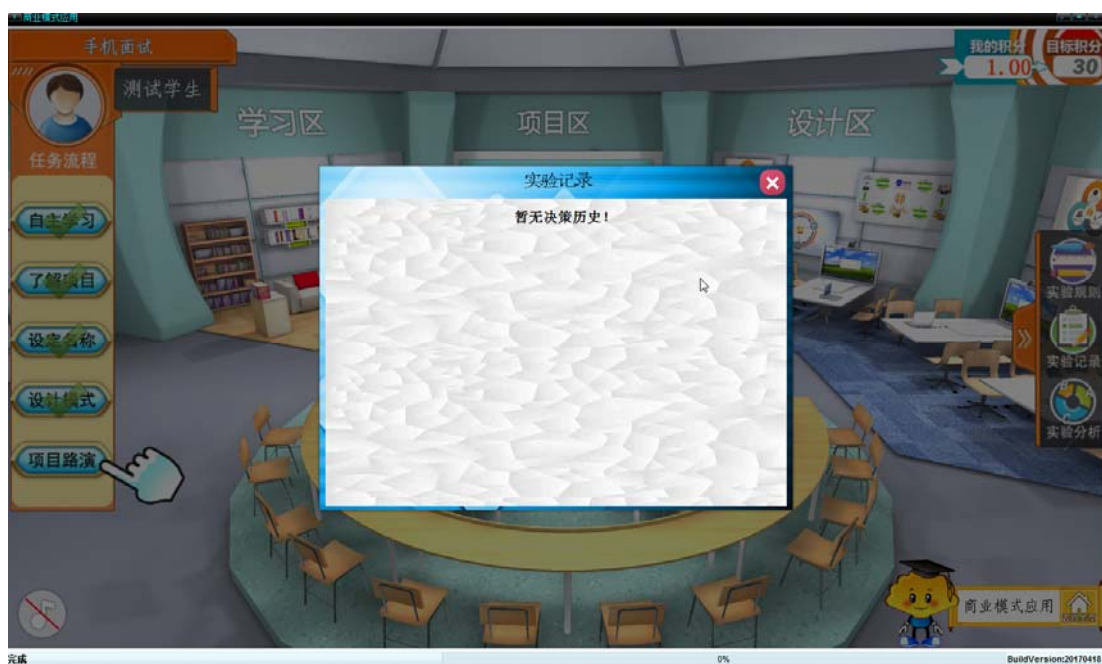 商业模式应用
手机面试
测试学生
我的积分
1.00
目标积分
30
学习区
项目区
设计区
任务流程
自主学习
了解项目
设定名称
设计模式
项目路演
实验记录
暂无决策历史！
实验规则
实验记录
实验分析
商业模式应用
完成
0%
BuildVersion:20170418